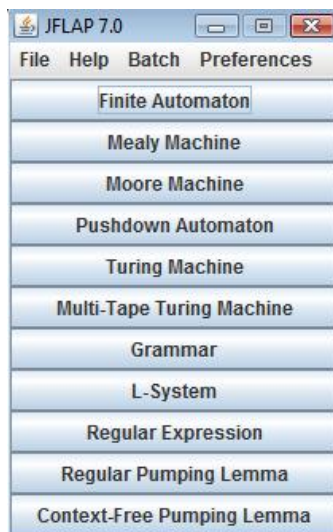 JFLAP 7.0
File Help Batch Preferences
Finite Automaton
Mealy Machine
Moore Machine
Pushdown Automaton
Turing Machine
Multi-Tape Turing Machine
Grammar
L-System
Regular Expression
Regular Pumping Lemma
Context-Free Pumping Lemma